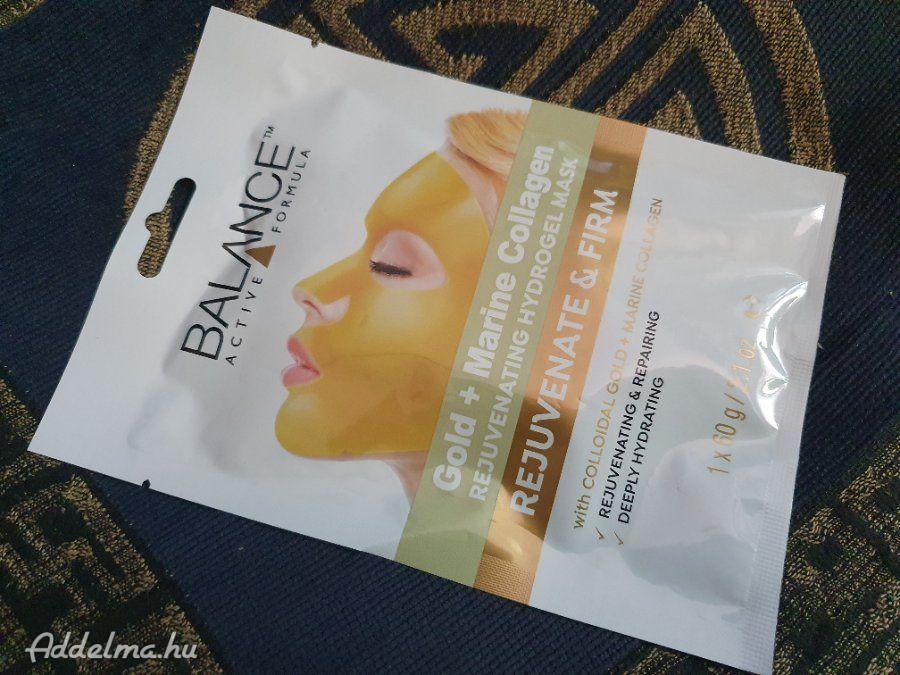 BALANCE™
ACTIVE FORMULA
Gold + Marine Collagen
REJUVENATING HYDROGEL MASK
REJUVENATE & FIRM
with COLLOIDAL GOLD + MARINE COLLAGEN
✓ REJUVENATING & REPAIRING
✓ DEEPLY HYDRATING
1 x 60g / 2.1 oz
Addelma.hu